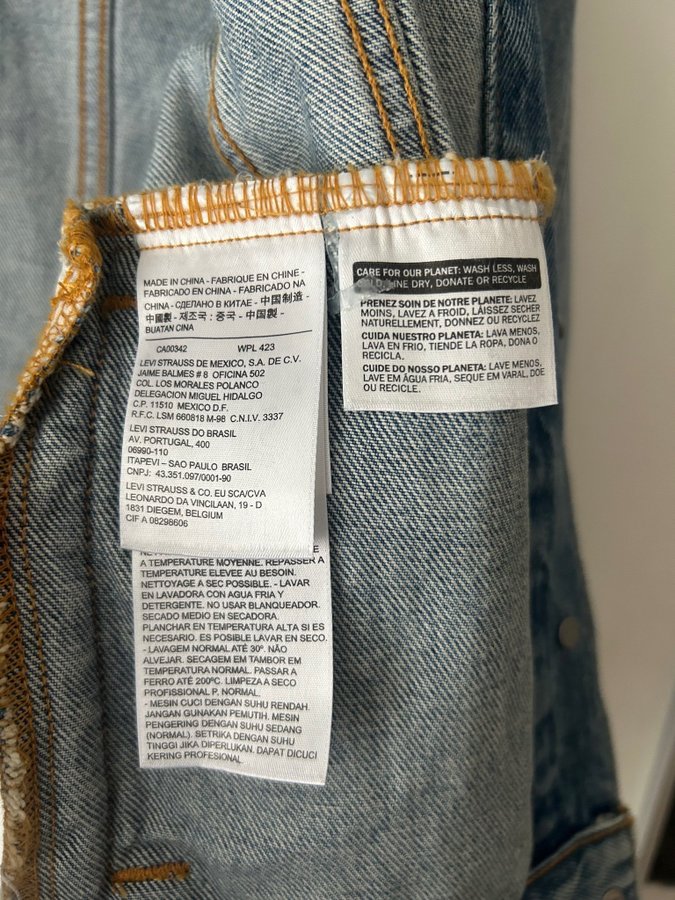 MADE IN CHINA - FABRIQUE EN CHINE -
FABRICADO EN CHINA - FABRICADO NA
CHINA - СДЕЛАНО В КИТАЕ - 中国制造 -
中國製 - 제조국 : 중국 - 中国製 -
BUATAN CINA
CA00342 WPL 423
LEVI STRAUSS DE MEXICO, S.A. DE C.V.
JAIME BALMES # 8 OFICINA 502
COL. LOS MORALES POLANCO
DELEGACION MIGUEL HIDALGO
C.P. 11510 MEXICO D.F.
R.F.C. LSM 660818 M-98 C.N.I.V. 3337
LEVI STRAUSS DO BRASIL
AV. PORTUGAL, 400
06990-110
ITAPEVI – SAO PAULO BRASIL
CNPJ: 43.351.097/0001-90
LEVI STRAUSS & CO. EU SCA/CVA
LEONARDO DA VINCILAAN, 19 - D
1831 DIEGEM, BELGIUM
CIF A 08298606
A TEMPERATURE MOYENNE. REPASSER A
TEMPERATURE ELEVEE AU BESOIN.
NETTOYAGE A SEC POSSIBLE. - LAVAR
EN LAVADORA CON AGUA FRIA Y
DETERGENTE. NO USAR BLANQUEADOR.
SECADO MEDIO EN SECADORA.
PLANCHAR EN TEMPERATURA ALTA SI ES
NECESARIO. ES POSIBLE LAVAR EN SECO.
- LAVAGEM NORMAL ATÉ 30º. NÃO
ALVEJAR. SECAGEM EM TAMBOR EM
TEMPERATURA NORMAL. PASSAR A
FERRO ATÉ 200ºC. LIMPEZA A SECO
PROFISSIONAL P. NORMAL.
- MESIN CUCI DENGAN SUHU RENDAH.
JANGAN GUNAKAN PEMUTIH. MESIN
PENGERING DENGAN SUHU SEDANG
(NORMAL). SETRIKA DENGAN SUHU
TINGGI JIKA DIPERLUKAN. DAPAT DICUCI
KERING PROFESIONAL.
CARE FOR OUR PLANET: WASH LESS, WASH
DRY, DONATE OR RECYCLE
PRENEZ SOIN DE NOTRE PLANETE: LAVEZ
MOINS, LAVEZ A FROID, LAISSEZ SECHER
NATURELLEMENT, DONNEZ OU RECYCLEZ
CUIDA NUESTRO PLANETA: LAVA MENOS,
LAVA EN FRIO, TIENDE LA ROPA, DONA O
RECICLA.
CUIDE DO NOSSO PLANETA: LAVE MENOS,
LAVE EM ÁGUA FRIA, SEQUE EM VARAL, DOE
OU RECICLE.